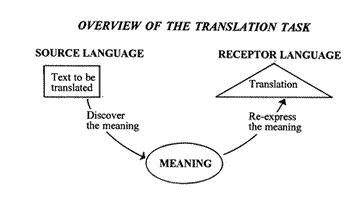 OVERVIEW OF THE TRANSLATION TASK
SOURCE LANGUAGE
RECEPTOR LANGUAGE
Text to be
translated
Translation
Discover
the meaning
Re-express
the meaning
MEANING